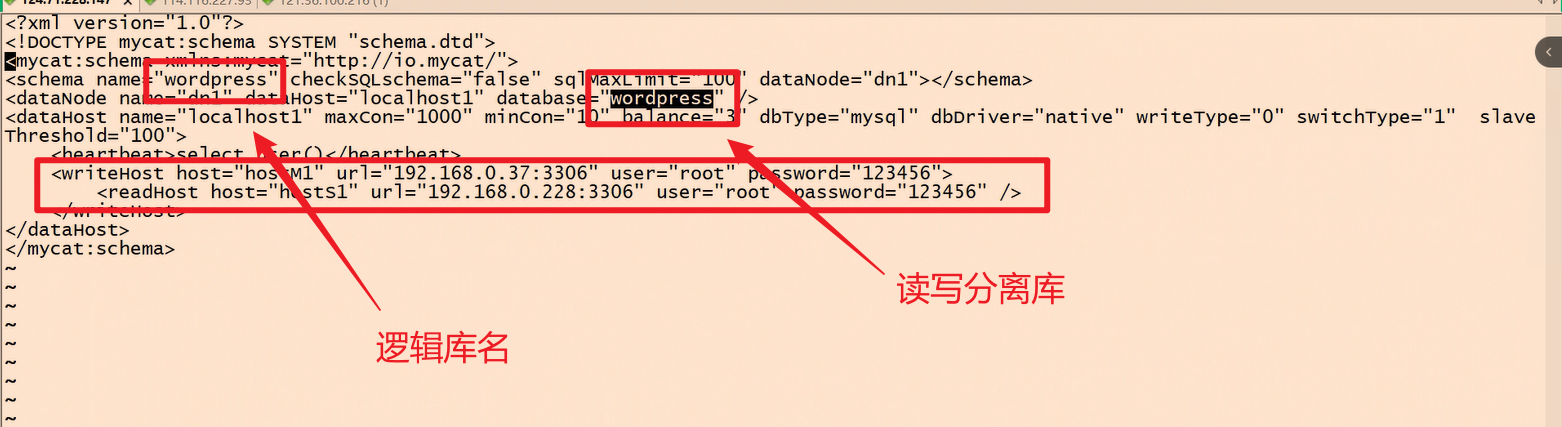 124.71.228.147 × 114.116.227.93 121.36.100.216 (1)
<?xml version="1.0"?>
<!DOCTYPE mycat:schema SYSTEM "schema.dtd">
<mycat:schema xmlns:mycat="http://io.mycat/">
<schema name="wordpress" checkSQLschema="false" sqlMaxLimit="100" dataNode="dn1"></schema>
<dataNode name="dn1" dataHost="localhost1" database="wordpress" />
<dataHost name="localhost1" maxCon="1000" minCon="10" balance="3" dbType="mysql" dbDriver="native" writeType="0" switchType="1"  slave
Threshold="100">
    <heartbeat>select user()</heartbeat>
    <writeHost host="hostM1" url="192.168.0.37:3306" user="root" password="123456">
        <readHost host="hostS1" url="192.168.0.228:3306" user="root" password="123456" />
    </writeHost>
</dataHost>
</mycat:schema>
~
~
读写分离库
~
~
~
逻辑库名
~
~
~
~